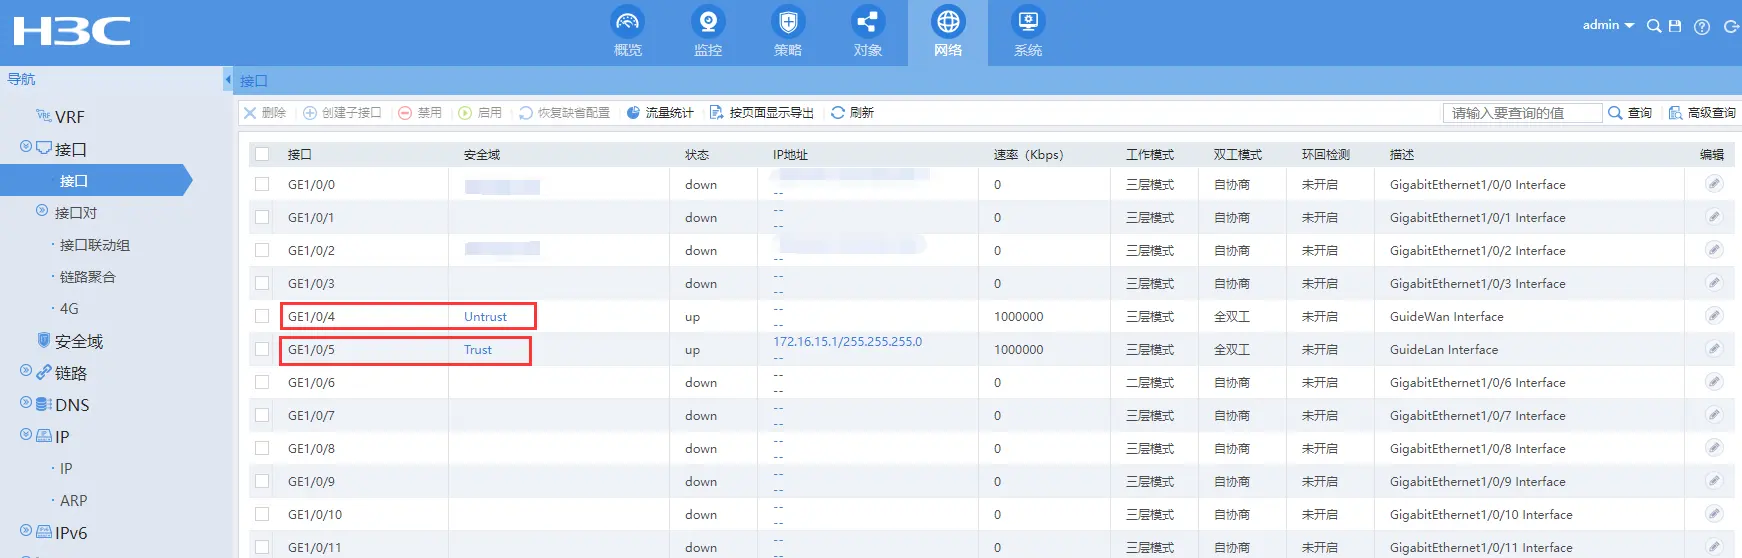 H3C
概览 监控 策略 对象 网络 系统
admin
导航
接口
VRF
接口
接口
接口对
接口联动组
链路聚合
4G
安全域
链路
DNS
IP
IP
ARP
IPv6
删除 创建子接口 禁用 启用 恢复缺省配置 流量统计 按页面显示导出 刷新 请输入要查询的值 查询 高级查询
接口 安全域 状态 IP地址 速率（Kbps） 工作模式 双工模式 环回检测 描述 编辑
GE1/0/0 down -- 0 三层模式 自协商 未开启 GigabitEthernet1/0/0 Interface
GE1/0/1 down -- -- 0 三层模式 自协商 未开启 GigabitEthernet1/0/1 Interface
GE1/0/2 down -- 0 三层模式 自协商 未开启 GigabitEthernet1/0/2 Interface
GE1/0/3 down -- -- 0 三层模式 自协商 未开启 GigabitEthernet1/0/3 Interface
GE1/0/4 Untrust up -- -- 1000000 三层模式 全双工 未开启 GuideWan Interface
GE1/0/5 Trust up 172.16.15.1/255.255.255.0 -- 1000000 三层模式 全双工 未开启 GuideLan Interface
GE1/0/6 down -- -- 0 二层模式 自协商 未开启 GigabitEthernet1/0/6 Interface
GE1/0/7 down -- -- 0 三层模式 自协商 未开启 GigabitEthernet1/0/7 Interface
GE1/0/8 down -- -- 0 三层模式 自协商 未开启 GigabitEthernet1/0/8 Interface
GE1/0/9 down -- -- 0 三层模式 自协商 未开启 GigabitEthernet1/0/9 Interface
GE1/0/10 down -- -- 0 三层模式 自协商 未开启 GigabitEthernet1/0/10 Interface
GE1/0/11 down -- -- 0 三层模式 自协商 未开启 GigabitEthernet1/0/11 Interface